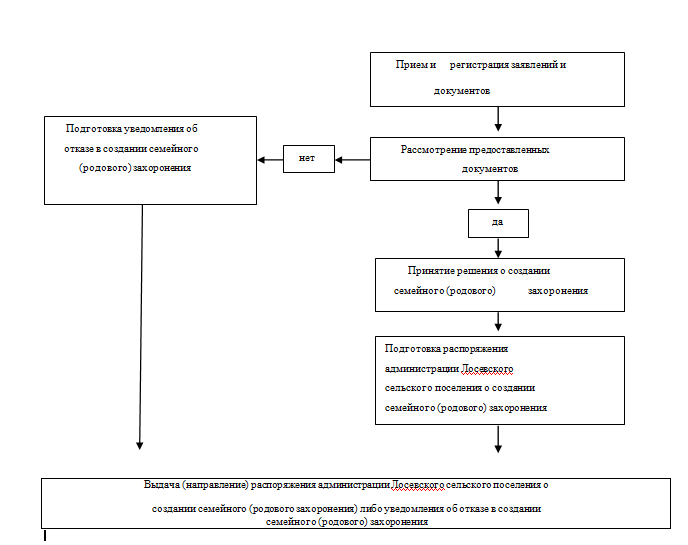 Прием и регистрация заявлений и
документов
Подготовка уведомления об
отказе в создании семейного
(родового) захоронения
нет
Рассмотрение предоставленных
документов
да
Принятие решения о создании
семейного (родового) захоронения
Подготовка распоряжения
администрации Лосевского
сельского поселения о создании
семейного (родового) захоронения
Выдача (направление) распоряжения администрации Лосевского сельского поселения о
создании семейного (родового захоронения) либо уведомления об отказе в создании
семейного (родового) захоронения